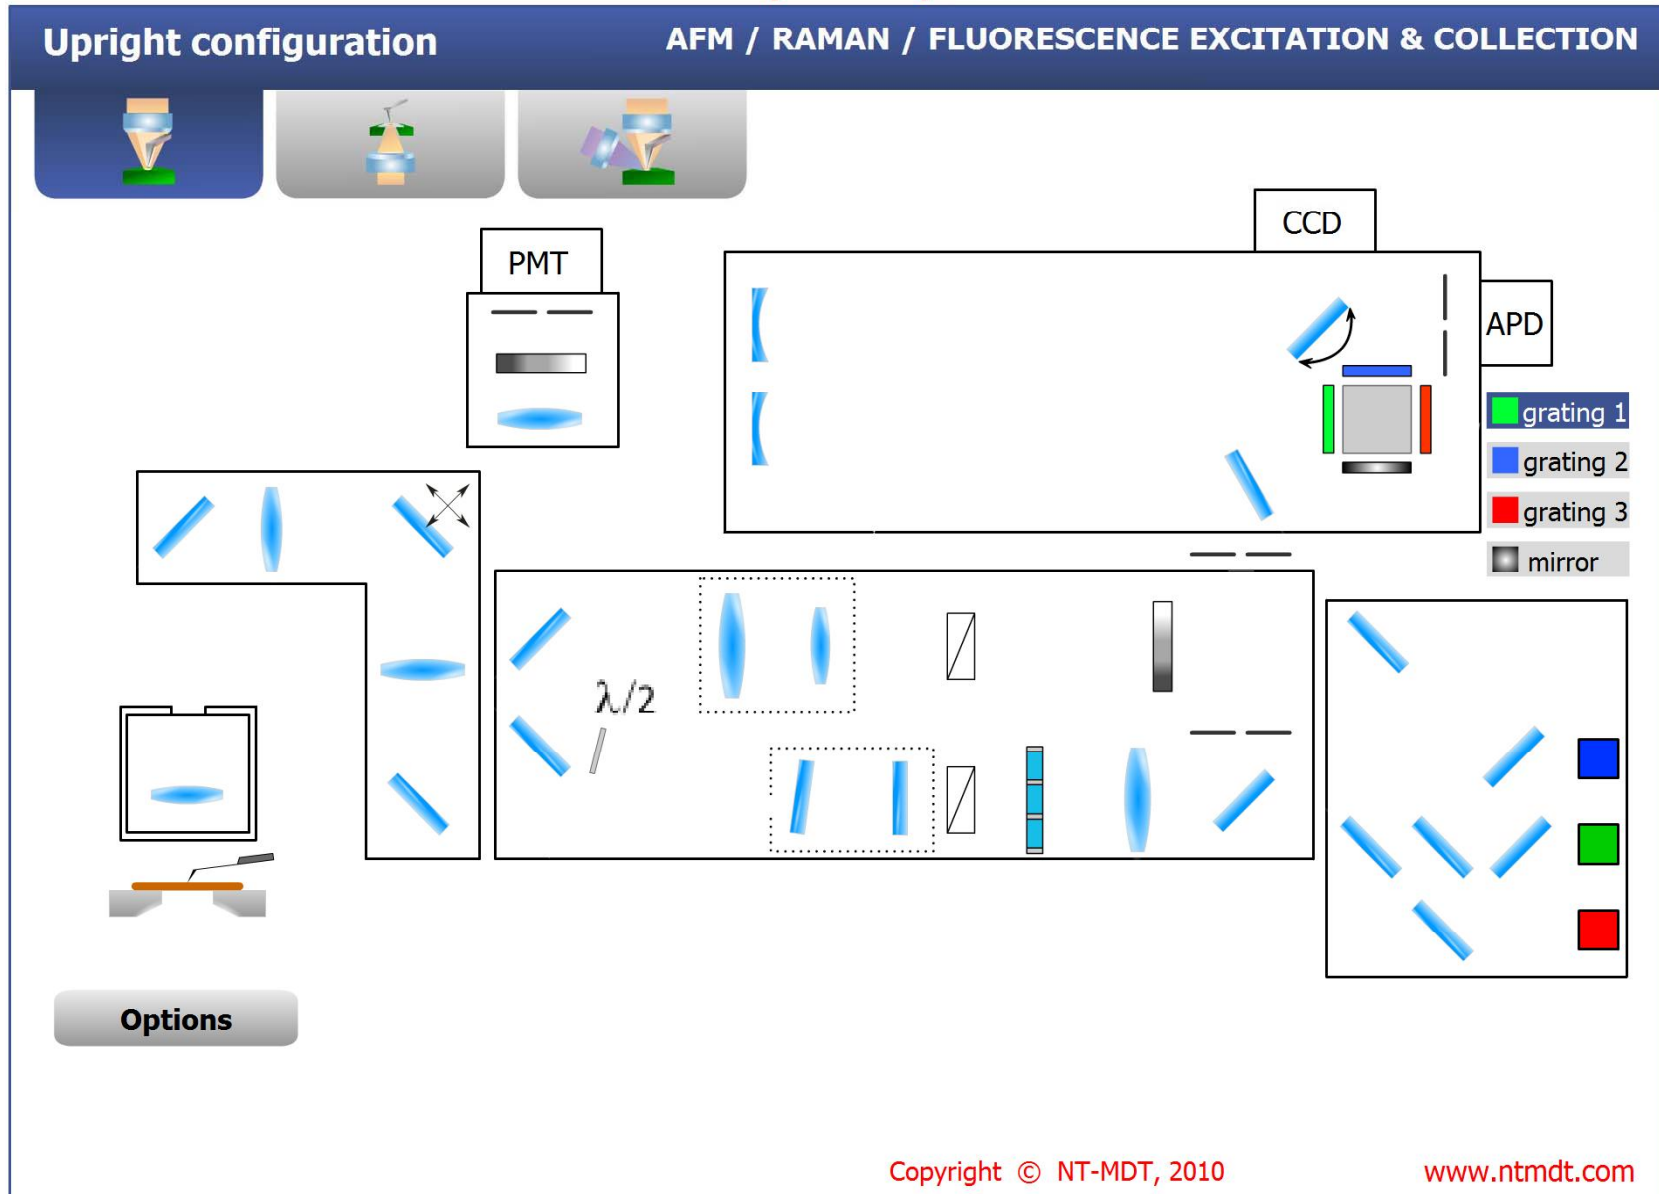 Upright configuration
AFM / RAMAN / FLUORESCENCE EXCITATION & COLLECTION
CCD
PMT
APD
grating 1
grating 2
grating 3
mirror
λ/2
Options
Copyright © NT-MDT, 2010
www.ntmdt.com